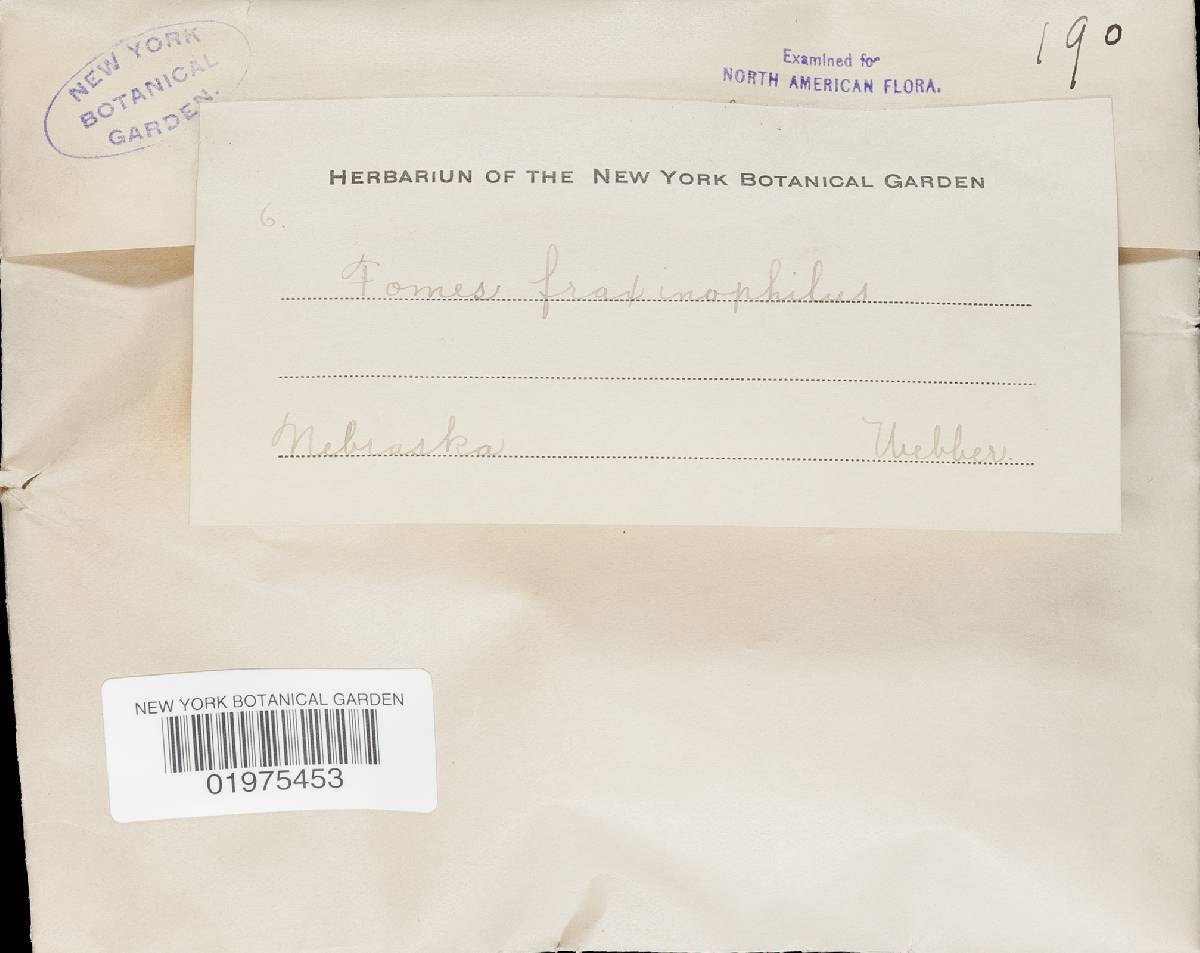 NEW YORK
BOTANICAL
GARDEN.
Examined for
NORTH AMERICAN FLORA.
190
HERBARIUN OF THE NEW YORK BOTANICAL GARDEN
6.
Fomes fraxinophilus
Nebraska Webber.
NEW YORK BOTANICAL GARDEN
01975453